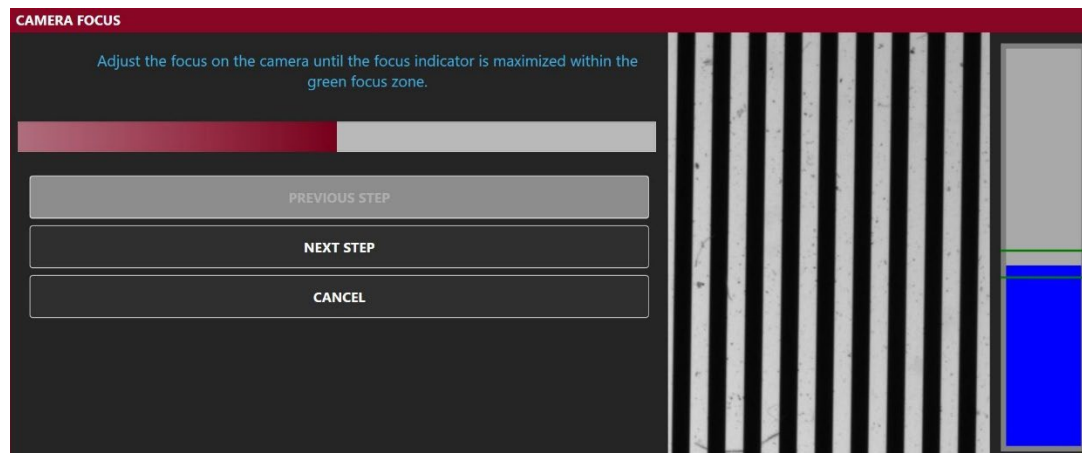 CAMERA FOCUS
Adjust the focus on the camera until the focus indicator is maximized within the
green focus zone.
PREVIOUS STEP
NEXT STEP
CANCEL